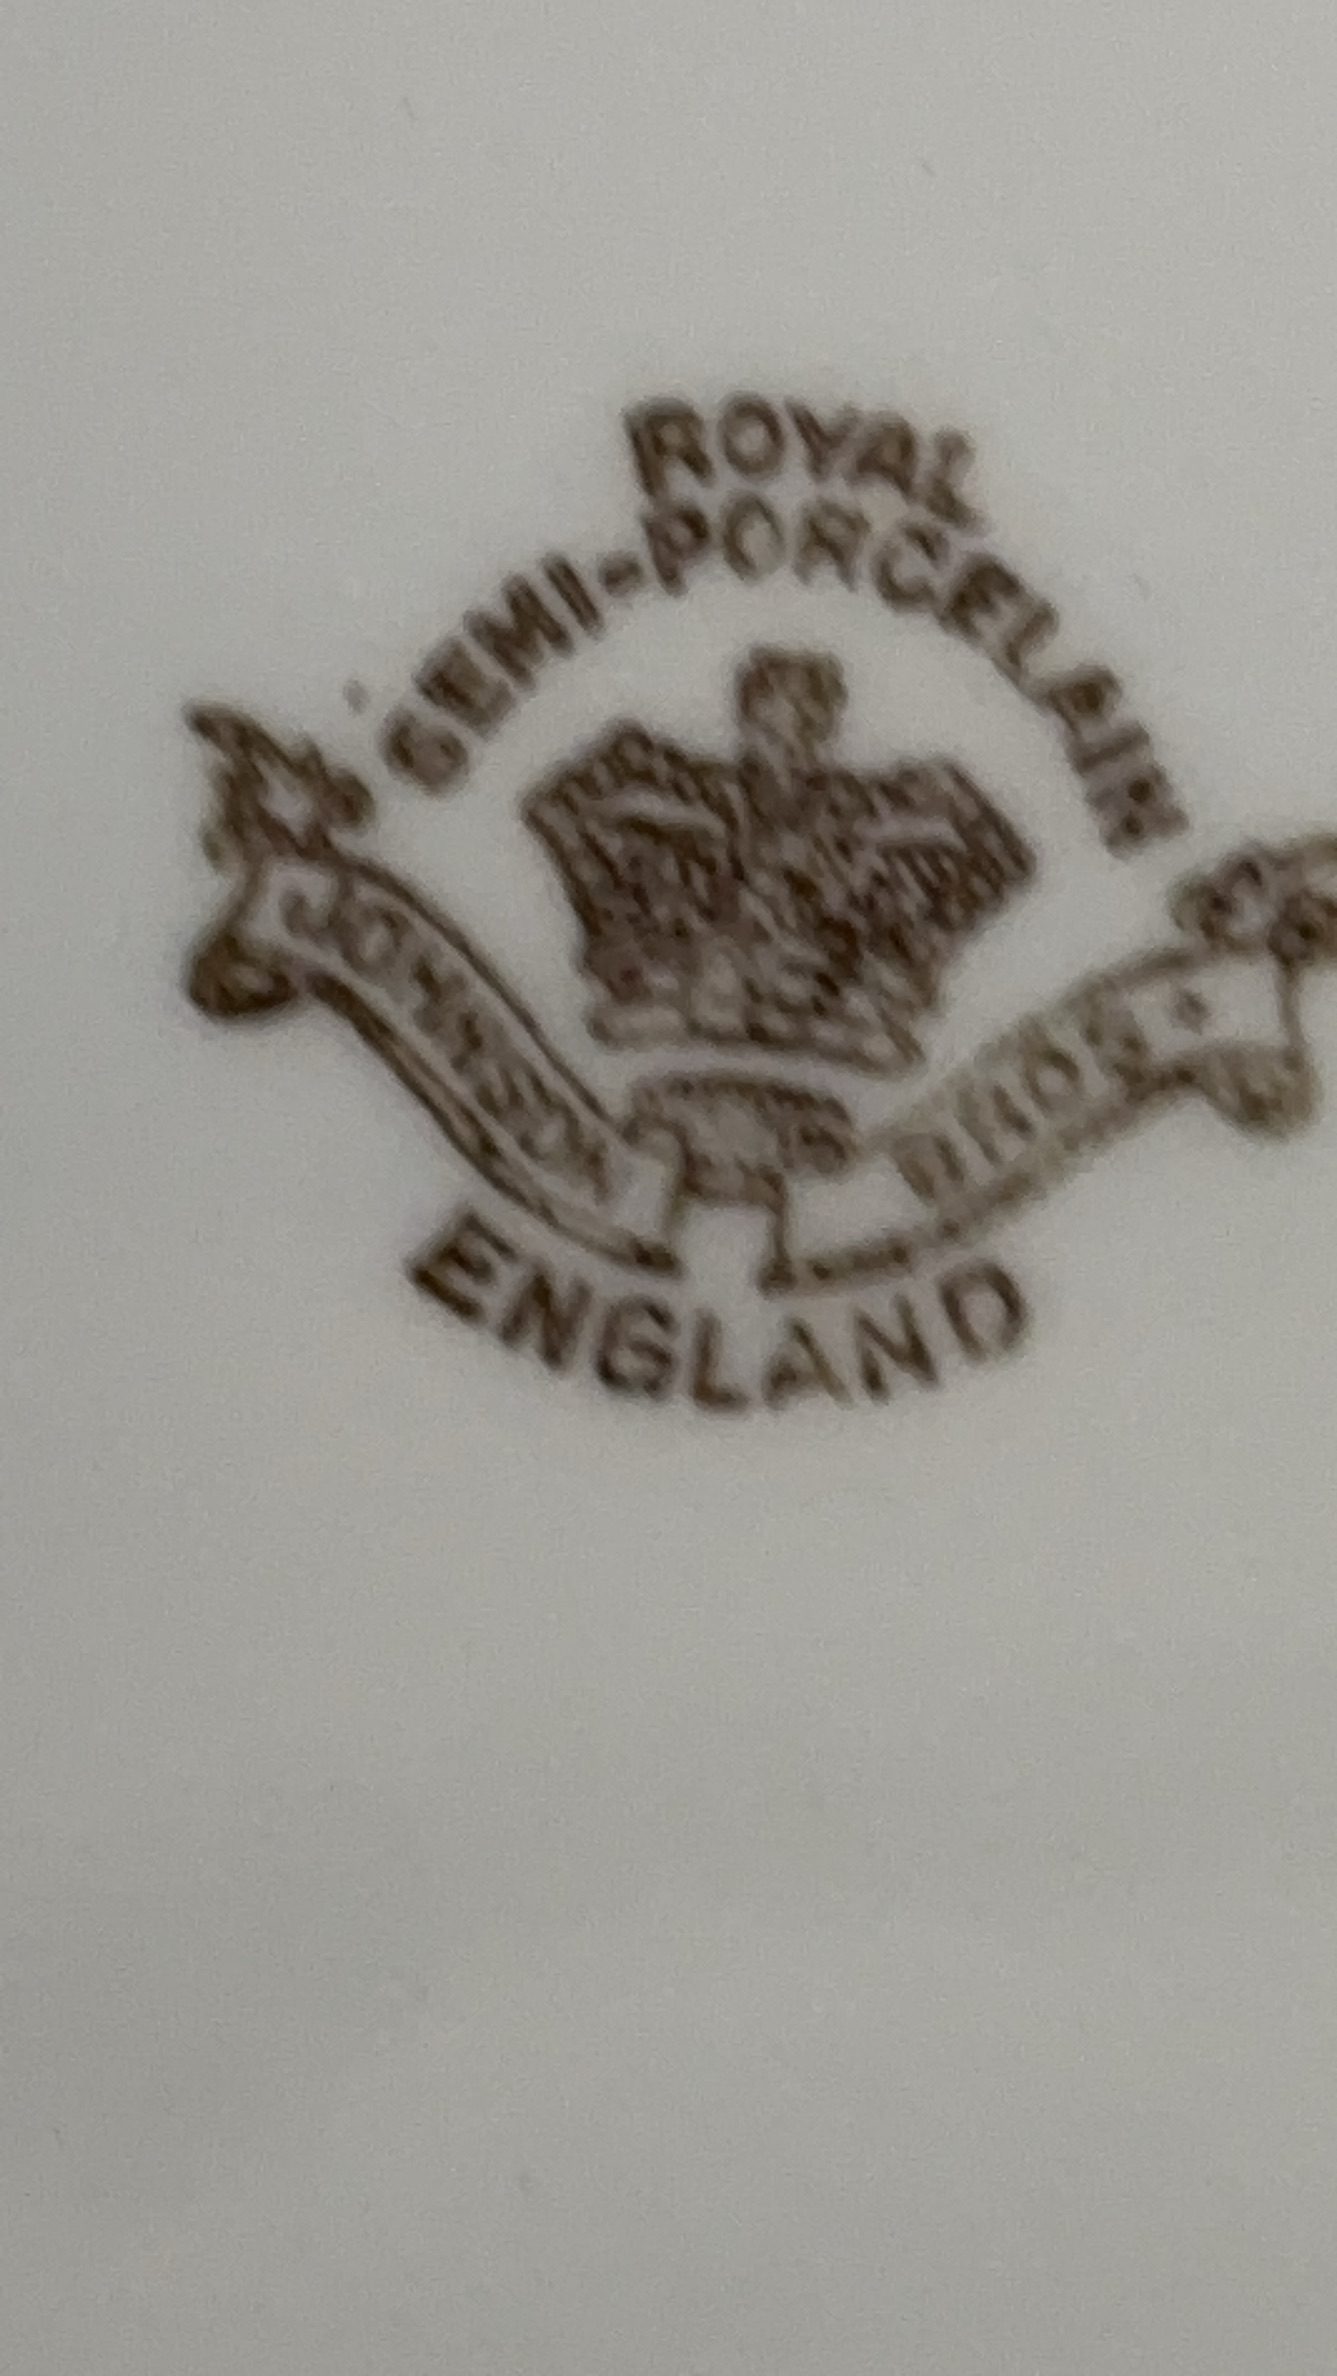 ROYAL
SEMI-PORCELAIN
JOHNSON BROS.
ENGLAND